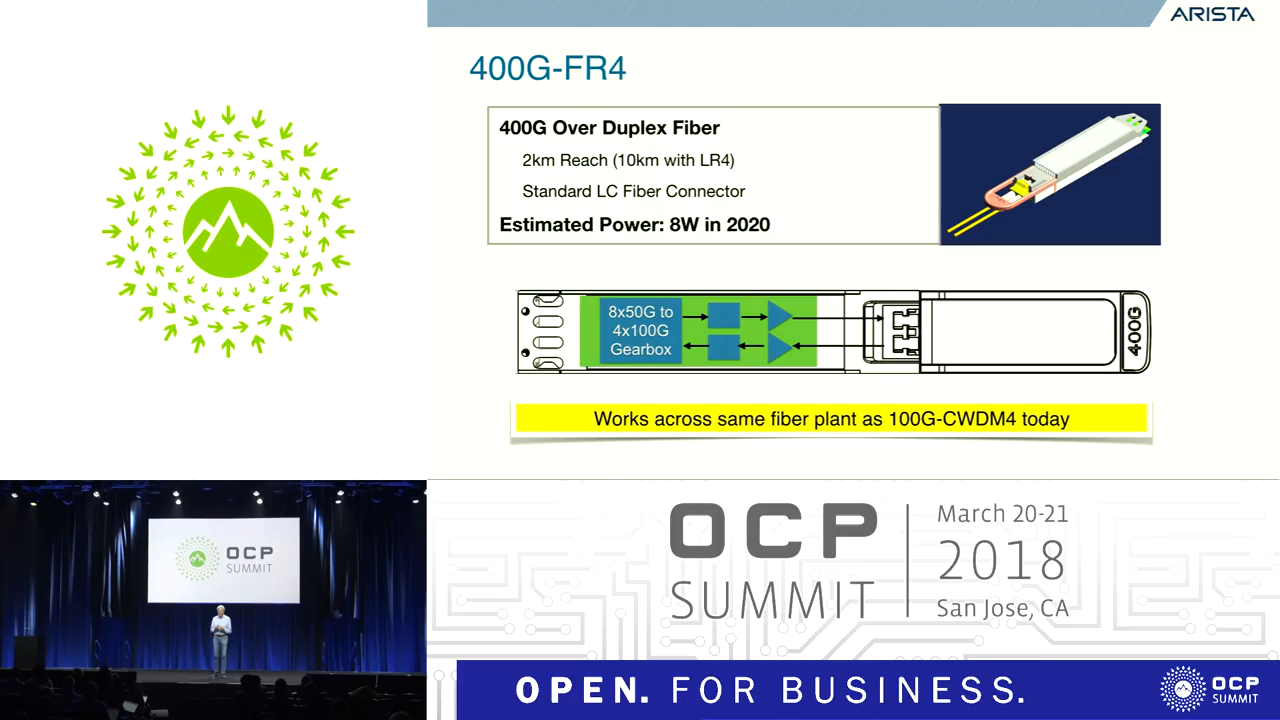 ARISTA
400G-FR4
400G Over Duplex Fiber
2km Reach (10km with LR4)
Standard LC Fiber Connector
Estimated Power: 8W in 2020
8x50G to
4x100G
Gearbox
400G
Works across same fiber plant as 100G-CWDM4 today
OCP
SUMMIT
OCP
SUMMIT
March 20-21
2018
San Jose, CA
OPEN. FOR BUSINESS.
OCP
SUMMIT